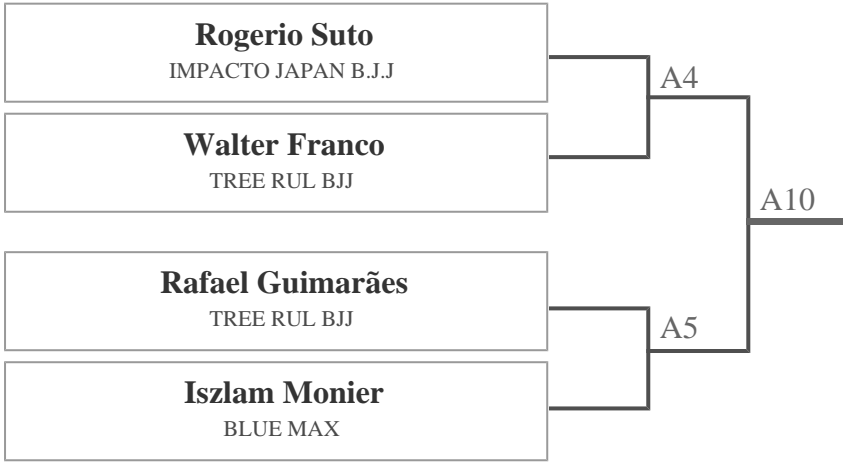 Rogerio Suto
IMPACTO JAPAN B.J.J
A4
Walter Franco
TREE RUL BJJ
A10
Rafael Guimarães
TREE RUL BJJ
A5
Iszlam Monier
BLUE MAX